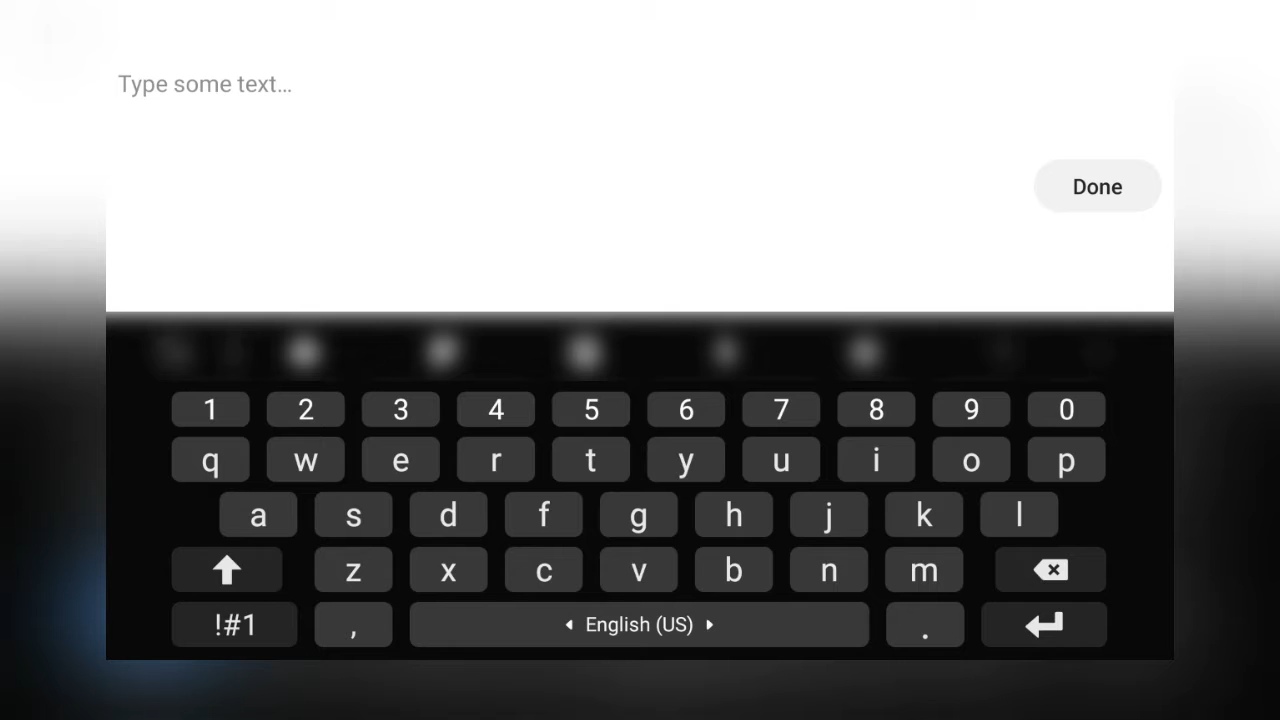 Type some text...
Done
1 2 3 4 5 6 7 8 9 0
q w e r t y u i o p
a s d f g h j k l
z x c v b n m
!#1 , English (US) .